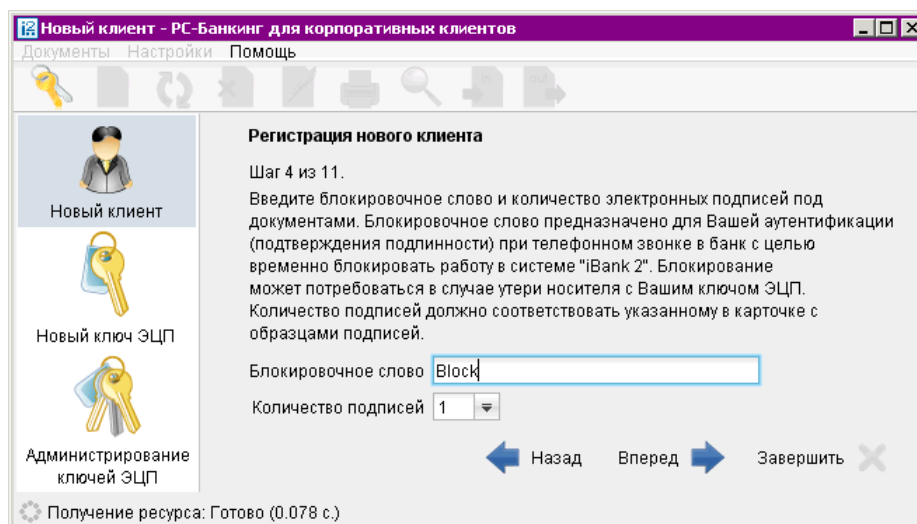 Новый клиент - РС-Банкинг для корпоративных клиентов
Документы Настройки Помощь
Новый клиент
Новый ключ ЭЦП
Администрирование
ключей ЭЦП
Регистрация нового клиента
Шаг 4 из 11.
Введите блокировочное слово и количество электронных подписей под
документами. Блокировочное слово предназначено для Вашей аутентификации
(подтверждения подлинности) при телефонном звонке в банк с целью
временно блокировать работу в системе "iBank 2". Блокирование
может потребоваться в случае утери носителя с Вашим ключом ЭЦП.
Количество подписей должно соответствовать указанному в карточке с
образцами подписей.
Блокировочное слово Block
Количество подписей 1
Назад Вперед Завершить
Получение ресурса: Готово (0.078 с.)